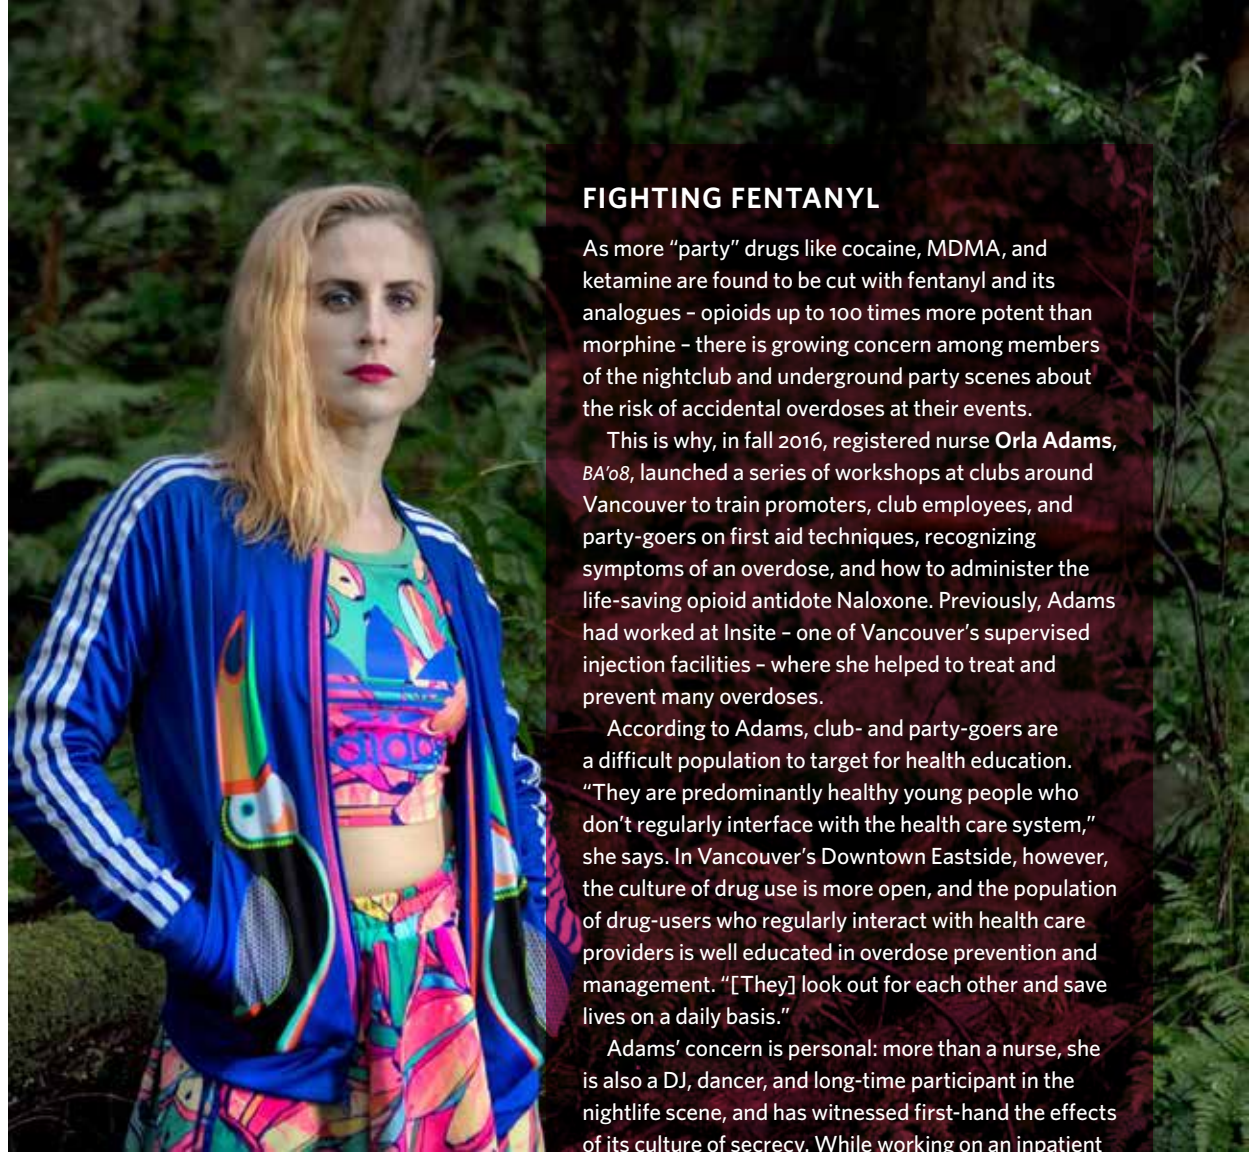 FIGHTING FENTANYL
As more “party” drugs like cocaine, MDMA, and
ketamine are found to be cut with fentanyl and its
analogues – opioids up to 100 times more potent than
morphine – there is growing concern among members
of the nightclub and underground party scenes about
the risk of accidental overdoses at their events.
This is why, in fall 2016, registered nurse Orla Adams,
BA’08, launched a series of workshops at clubs around
Vancouver to train promoters, club employees, and
party-goers on first aid techniques, recognizing
symptoms of an overdose, and how to administer the
life-saving opioid antidote Naloxone. Previously, Adams
had worked at Insite – one of Vancouver’s supervised
injection facilities – where she helped to treat and
prevent many overdoses.
According to Adams, club- and party-goers are
a difficult population to target for health education.
“They are predominantly healthy young people who
don’t regularly interface with the health care system,”
she says. In Vancouver’s Downtown Eastside, however,
the culture of drug use is more open, and the population
of drug-users who regularly interact with health care
providers is well educated in overdose prevention and
management. “[They] look out for each other and save
lives on a daily basis.”
Adams’ concern is personal: more than a nurse, she
is also a DJ, dancer, and long-time participant in the
nightlife scene, and has witnessed first-hand the effects
of its culture of secrecy. While working on an inpatient
adidas